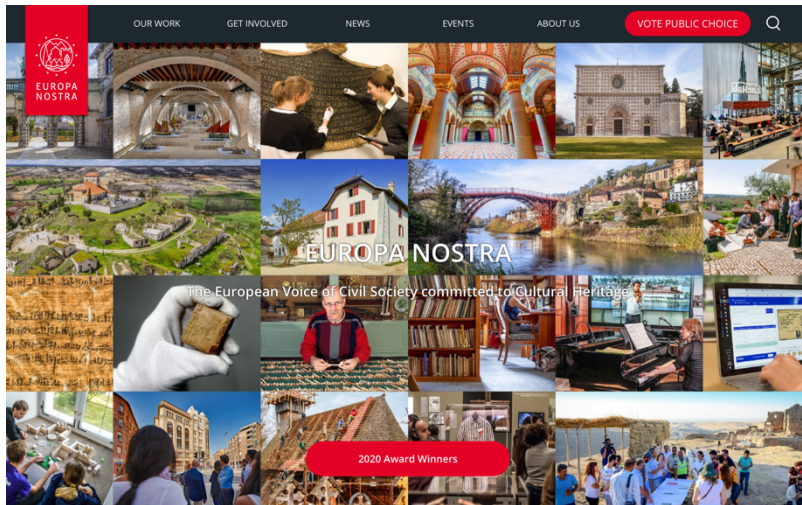 OUR WORK
GET INVOLVED
NEWS
EVENTS
ABOUT US
VOTE PUBLIC CHOICE
EUROPA
NOSTRA
EUROPA NOSTRA
The European Voice of Civil Society committed to Cultural Heritage
2020 Award Winners